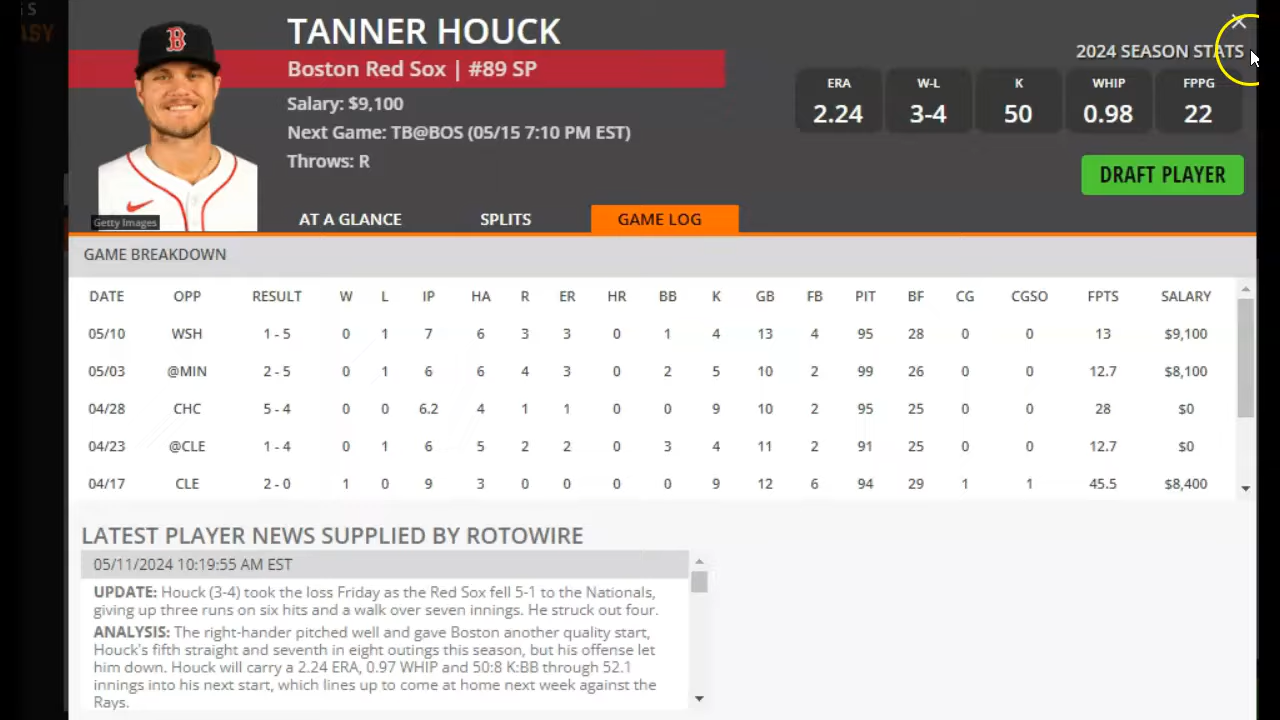 S
ASY
TANNER HOUCK
Boston Red Sox | #89 SP
Salary: $9,100
Next Game: TB@BOS (05/15 7:10 PM EST)
Throws: R
B
Getty Images
2024 SEASON STATS
ERA W-L K WHIP FPPG
2.24 3-4 50 0.98 22
DRAFT PLAYER
AT A GLANCE SPLITS GAME LOG
GAME BREAKDOWN
DATE OPP RESULT W L IP HA R ER HR BB K GB FB PIT BF CG CGSO FPTS SALARY
05/10 WSH 1 - 5 0 1 7 6 3 3 0 1 4 13 4 95 28 0 0 13 $9,100
05/03 @MIN 2 - 5 0 1 6 6 4 3 0 2 5 10 2 99 26 0 0 12.7 $8,100
04/28 CHC 5 - 4 0 0 6.2 4 1 1 0 0 9 10 2 95 25 0 0 28 $0
04/23 @CLE 1 - 4 0 1 6 5 2 2 0 3 4 11 2 91 25 0 0 12.7 $0
04/17 CLE 2 - 0 1 0 9 3 0 0 0 0 9 12 6 94 29 1 1 45.5 $8,400
LATEST PLAYER NEWS SUPPLIED BY ROTOWIRE
05/11/2024 10:19:55 AM EST
UPDATE: Houck (3-4) took the loss Friday as the Red Sox fell 5-1 to the Nationals,
giving up three runs on six hits and a walk over seven innings. He struck out four.
ANALYSIS: The right-hander pitched well and gave Boston another quality start,
Houck's fifth straight and seventh in eight outings this season, but his offense let
him down. Houck will carry a 2.24 ERA, 0.97 WHIP and 50:8 K:BB through 52.1
innings into his next start, which lines up to come at home next week against the
Rays.